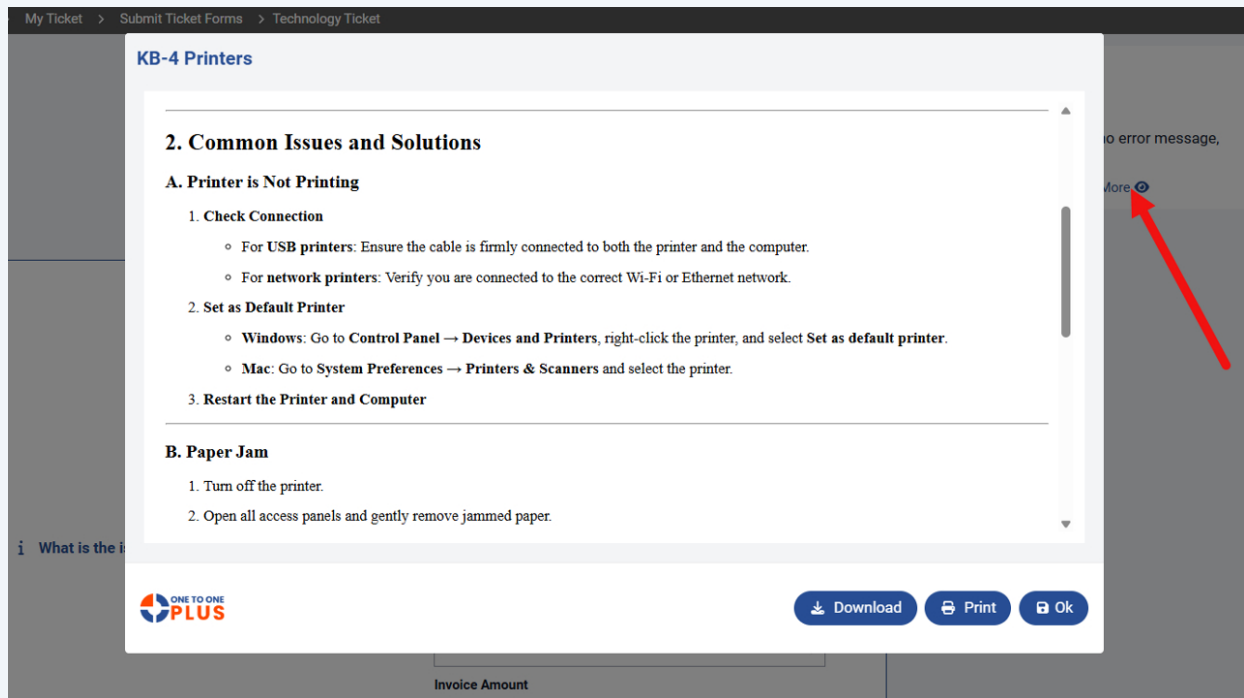 My Ticket > Submit Ticket Forms > Technology Ticket
KB-4 Printers
2. Common Issues and Solutions
A. Printer is Not Printing
1. Check Connection
For USB printers: Ensure the cable is firmly connected to both the printer and the computer.
For network printers: Verify you are connected to the correct Wi-Fi or Ethernet network.
2. Set as Default Printer
Windows: Go to Control Panel → Devices and Printers, right-click the printer, and select Set as default printer.
Mac: Go to System Preferences → Printers & Scanners and select the printer.
3. Restart the Printer and Computer
B. Paper Jam
1. Turn off the printer.
2. Open all access panels and gently remove jammed paper.
no error message,
More
What is the
ONE TO ONE
PLUS
Download
Print
Ok
Invoice Amount